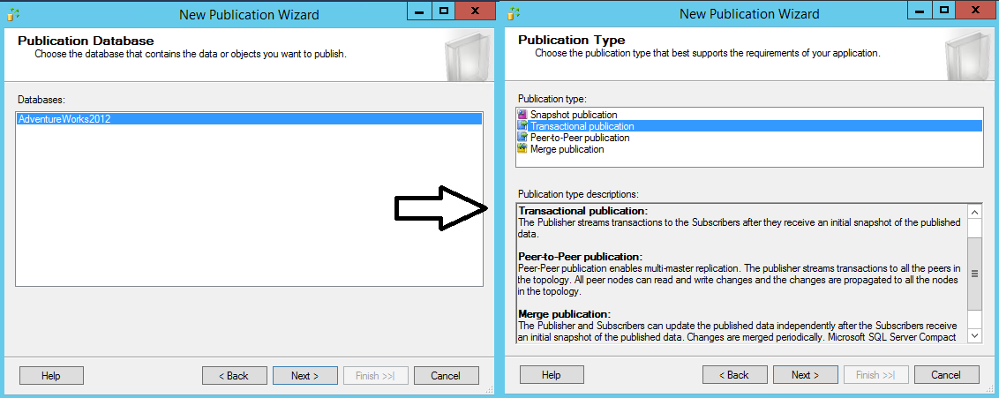 New Publication Wizard
Publication Database
Choose the database that contains the data or objects you want to publish.
Databases:
AdventureWorks2012
Help
< Back
Next >
Finish >>|
Cancel
New Publication Wizard
Publication Type
Choose the publication type that best supports the requirements of your application.
Publication type:
Snapshot publication
Transactional publication
Peer-to-Peer publication
Merge publication
Publication type descriptions:
Transactional publication:
The Publisher streams transactions to the Subscribers after they receive an initial snapshot of the published
data.
Peer-to-Peer publication:
Peer-Peer publication enables multi-master replication. The publisher streams transactions to all the peers in
the topology. All peer nodes can read and write changes and the changes are propagated to all the nodes
in the topology.
Merge publication:
The Publisher and Subscribers can update the published data independently after the Subscribers receive
an initial snapshot of the published data. Changes are merged periodically. Microsoft SQL Server Compact
Help
< Back
Next >
Finish >>|
Cancel